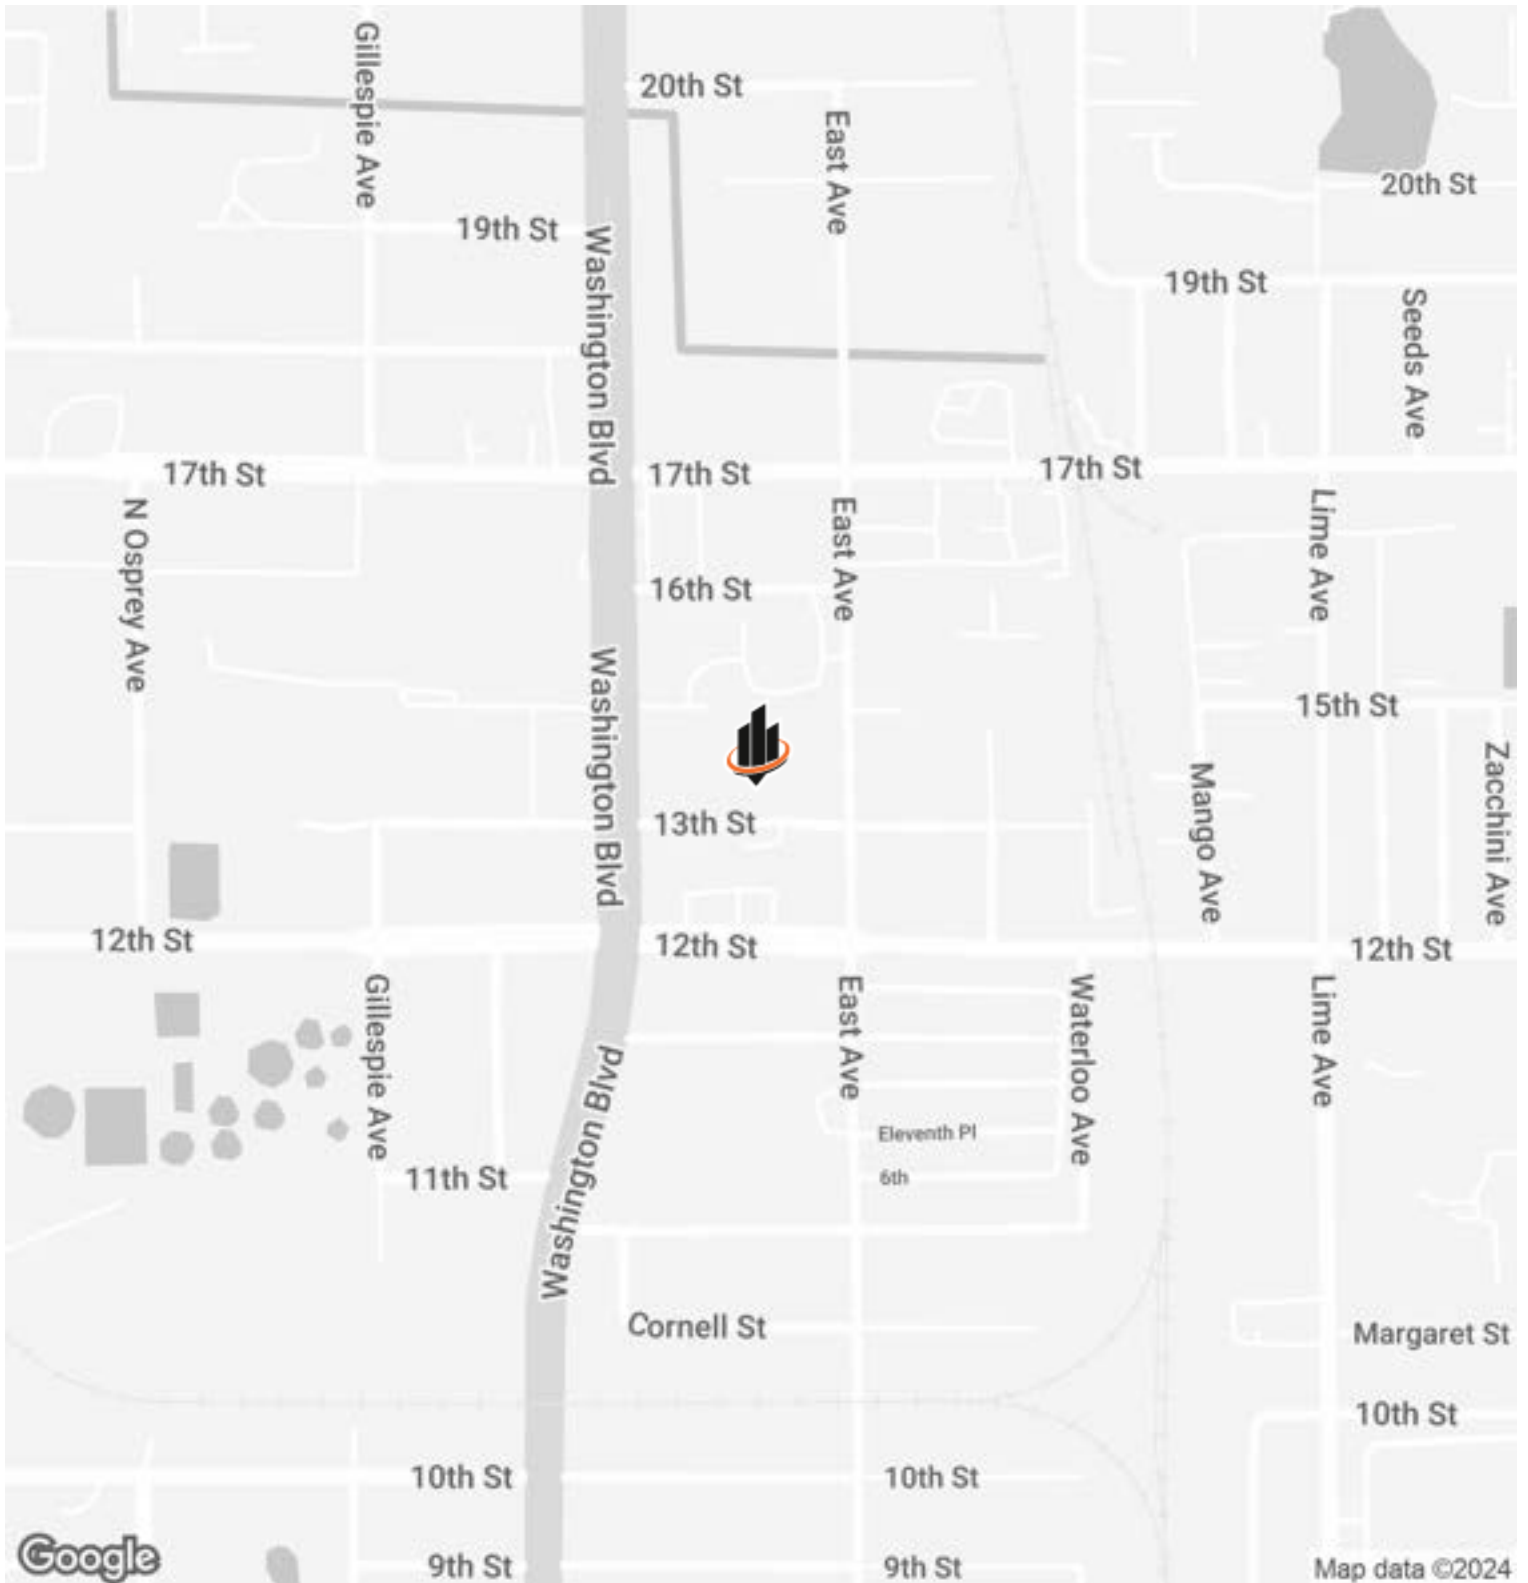 Gillespie Ave
20th St
East Ave
20th St
19th St
Washington Blvd
19th St
Seeds Ave
17th St
17th St
17th St
N Osprey Ave
East Ave
Lime Ave
16th St
Washington Blvd
15th St
Zacchini Ave
Mango Ave
13th St
12th St
12th St
12th St
Gillespie Ave
East Ave
Waterloo Ave
Lime Ave
Washington Blvd
Eleventh Pl
11th St
6th
Cornell St
Margaret St
10th St
10th St
10th St
Google
9th St
9th St
Map data ©2024